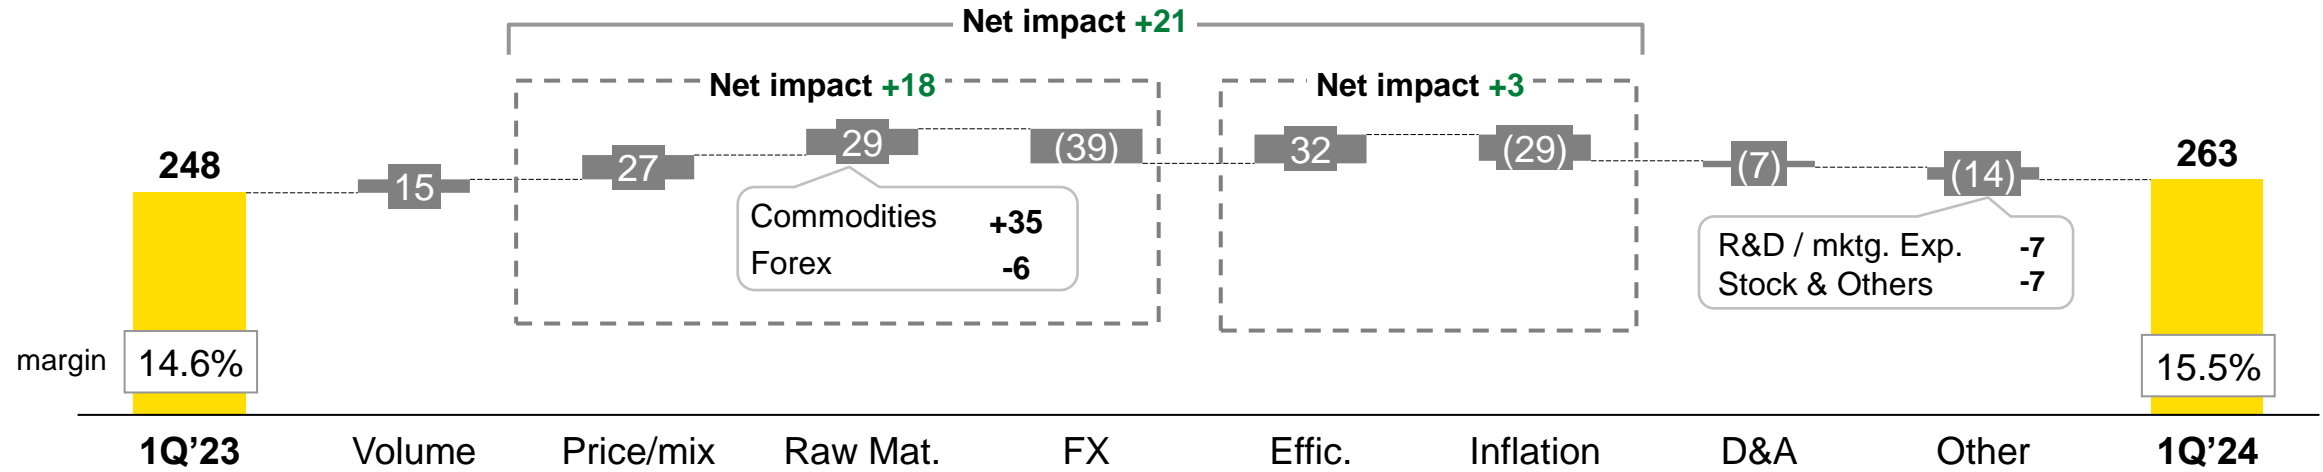 Net impact +21
Net impact +18
Net impact +3
248
15
27
29
(39)
32
(29)
(7)
(14)
263
Commodities +35
Forex -6
R&D / mktg. Exp. -7
Stock & Others -7
margin 14.6%
15.5%
1Q’23 Volume Price/mix Raw Mat. FX Effic. Inflation D&A Other 1Q’24